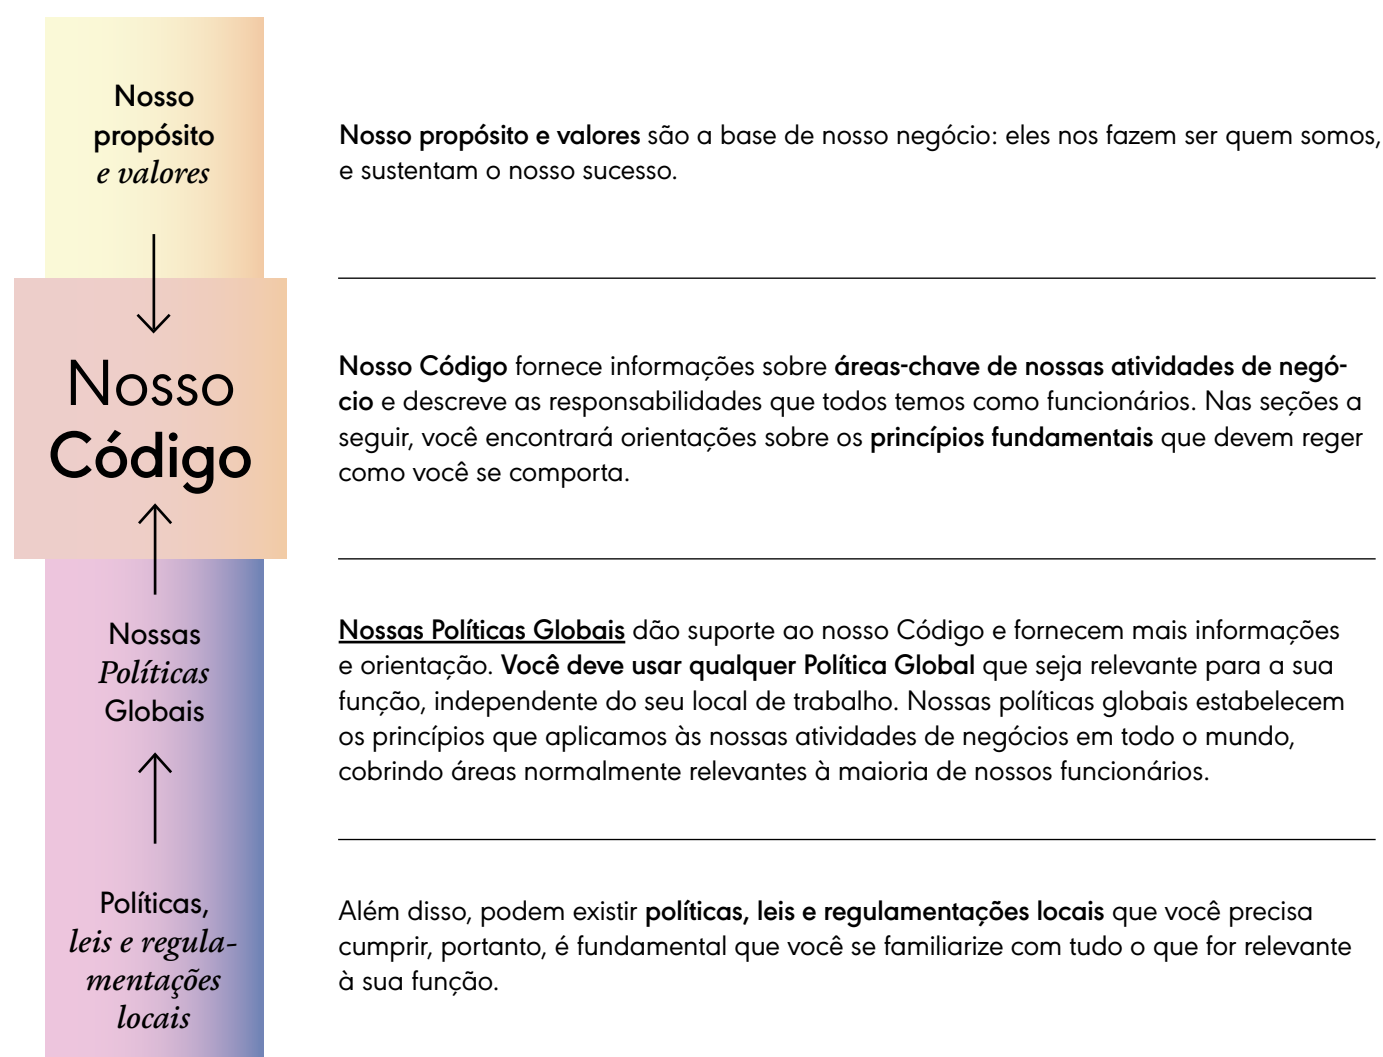 Nosso
propósito
e valores
Nosso propósito e valores são a base de nosso negócio: eles nos fazem ser quem somos,
e sustentam o nosso sucesso.
Nosso
Código
Nosso Código fornece informações sobre áreas-chave de nossas atividades de negó-
cio e descreve as responsabilidades que todos temos como funcionários. Nas seções a
seguir, você encontrará orientações sobre os princípios fundamentais que devem reger
como você se comporta.
Nossas
Políticas
Globais
Nossas Políticas Globais dão suporte ao nosso Código e fornecem mais informações
e orientação. Você deve usar qualquer Política Global que seja relevante para a sua
função, independente do seu local de trabalho. Nossas políticas globais estabelecem
os princípios que aplicamos às nossas atividades de negócios em todo o mundo,
cobrindo áreas normalmente relevantes à maioria de nossos funcionários.
Políticas,
leis e regula-
mentações
locais
Além disso, podem existir políticas, leis e regulamentações locais que você precisa
cumprir, portanto, é fundamental que você se familiarize com tudo o que for relevante
à sua função.